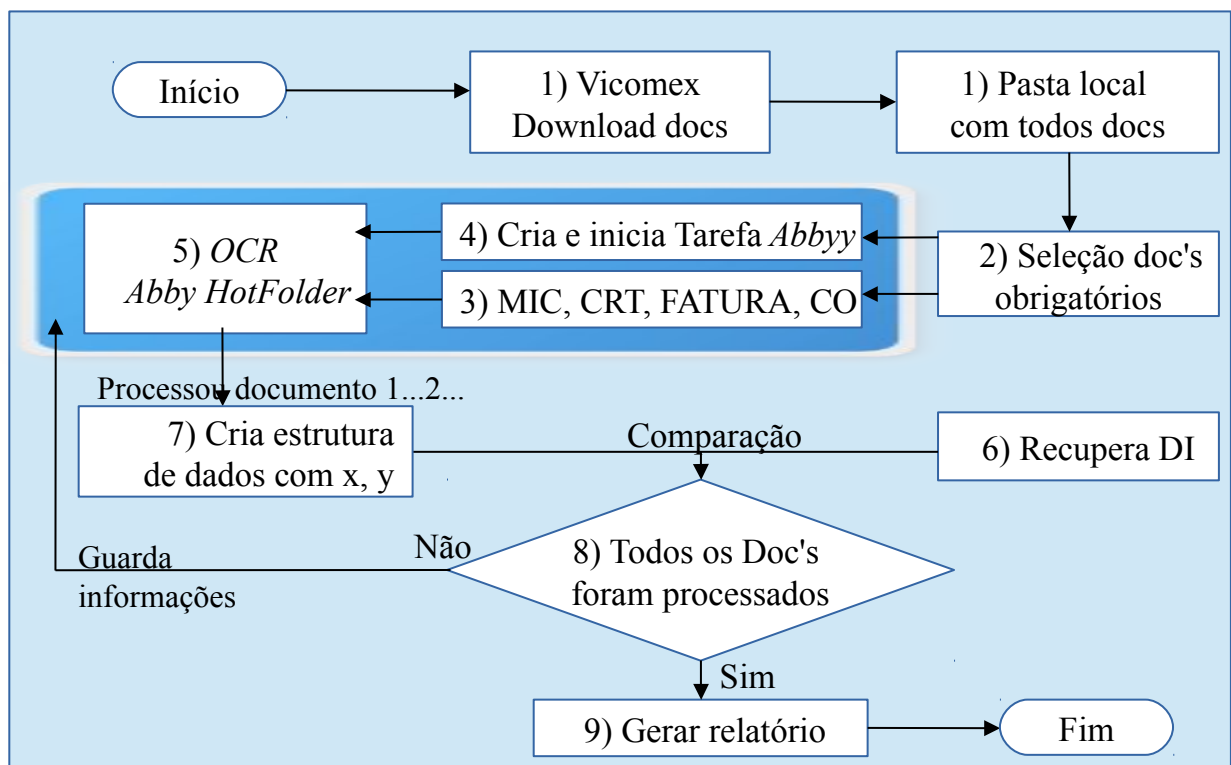 Início
1) Vicomex
Download docs
1) Pasta local
com todos docs
2) Seleção doc's
obrigatórios
4) Cria e inicia Tarefa Abbyy
3) MIC, CRT, FATURA, CO
5) OCR
Abby HotFolder
Processou documento 1...2...
7) Cria estrutura
de dados com x, y
Comparação
6) Recupera DI
8) Todos os Doc's
foram processados
Não
Guarda
informações
Sim
9) Gerar relatório
Fim